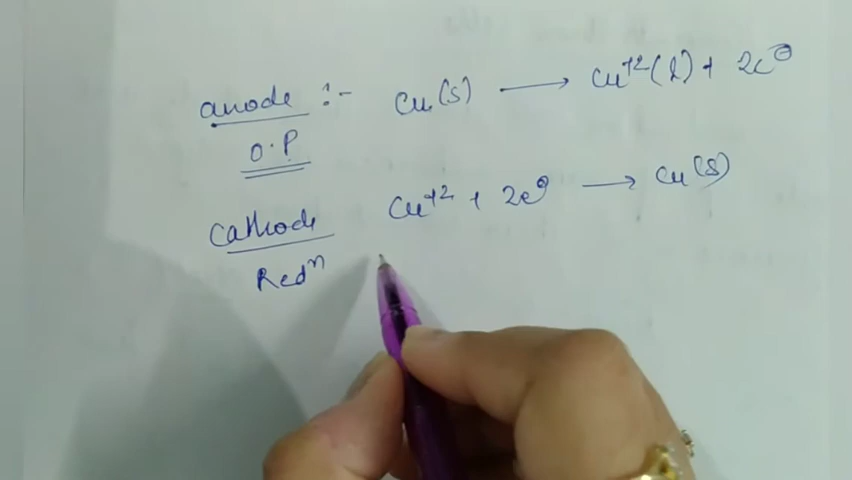 anode :- Cu(s) ⟶ Cu⁺²(l) + 2e⊖
O.P
Cathode Cu⁺² + 2e⊖ ⟶ Cu(s)
Redⁿ